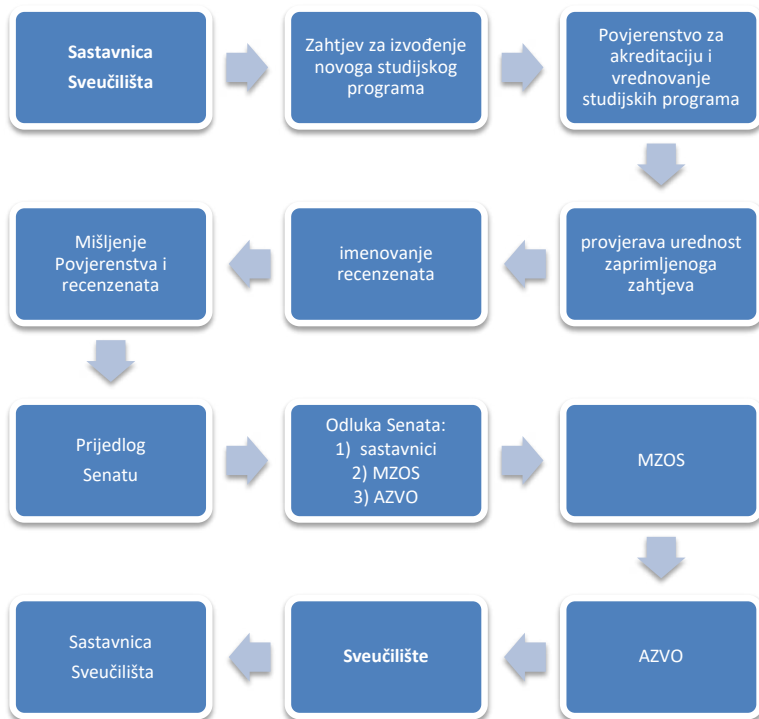 Sastavnica
Sveučilišta
Zahtjev za izvođenje
novoga studijskog
programa
Povjerenstvo za
akreditaciju i
vrednovanje
studijskih programa
provjerava urednost
zaprimljenoga
zahtjeva
imenovanje
recenzenata
Mišljenje
Povjerenstva i
recenzenata
Prijedlog
Senatu
Odluka Senata:
1) sastavnici
2) MZOS
3) AZVO
MZOS
AZVO
Sveučilište
Sastavnica
Sveučilišta